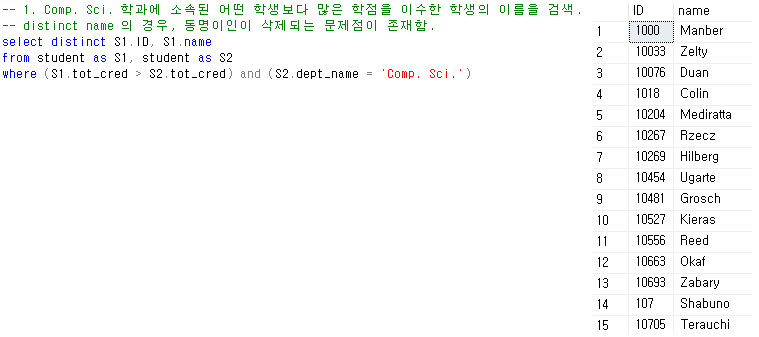 -- 1. Comp. Sci. 학과에 소속된 어떤 학생보다 많은 학점을 이수한 학생의 이름을 검색.
-- distinct name 의 경우, 동명이인이 삭제되는 문제점이 존재함.
select distinct S1.ID, S1.name
from student as S1, student as S2
where (S1.tot_cred > S2.tot_cred) and (S2.dept_name = 'Comp. Sci.')
ID name
1 1000 Manber
2 10033 Zelty
3 10076 Duan
4 1018 Colin
5 10204 Mediratta
6 10267 Rzecz
7 10269 Hilberg
8 10454 Ugarte
9 10481 Grosch
10 10527 Kieras
11 10556 Reed
12 10663 Okaf
13 10693 Zabary
14 107 Shabuno
15 10705 Terauchi